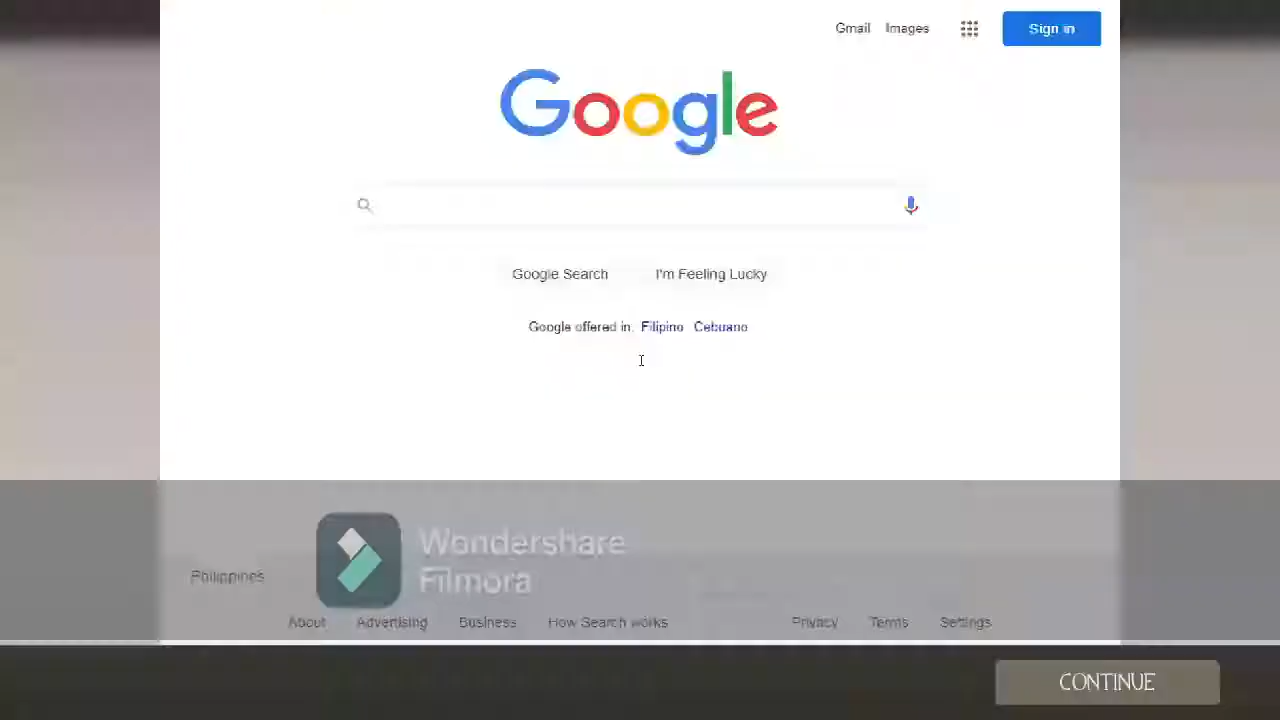 Gmail Images Sign in
Google
Google Search I'm Feeling Lucky
Google offered in: Filipino Cebuano
Wondershare
Filmora
Philippines
About Advertising Business How Search works Privacy Terms Settings
CONTINUE